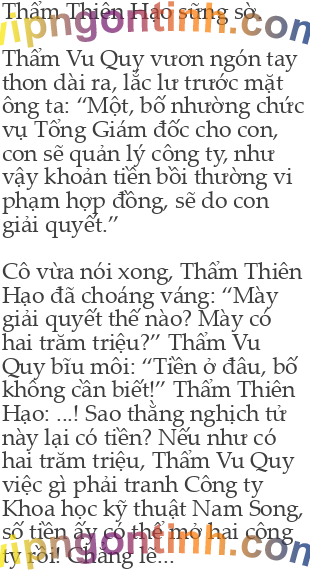 Thẩm Thiên Hạo sững sờ.
vipngontinh.com
Thẩm Vu Quy vươn ngón tay
thon dài ra, lắc lư trước mặt
ông ta: “Một, bố nhường chức
vụ Tổng Giám đốc cho con,
con sẽ quản lý công ty, như
vậy khoản tiền bồi thường vi
phạm hợp đồng, sẽ do con
giải quyết.”
Cô vừa nói xong, Thẩm Thiên
Hạo đã choáng váng: “Mày
giải quyết thế nào? Mày có
hai trăm triệu?” Thẩm Vu
Quy bĩu môi: “Tiền ở đâu, bố
không cần biết!” Thẩm Thiên
Hạo: ...! Sao thằng nghịch tử
này lại có tiền? Nếu như có
hai trăm triệu, Thẩm Vu Quy
việc gì phải tranh Công ty
Khoa học kỹ thuật Nam Song,
số tiền ấy có thể mở hai công
ty rồi! Chẳng lẽ...
vipngontinh.com